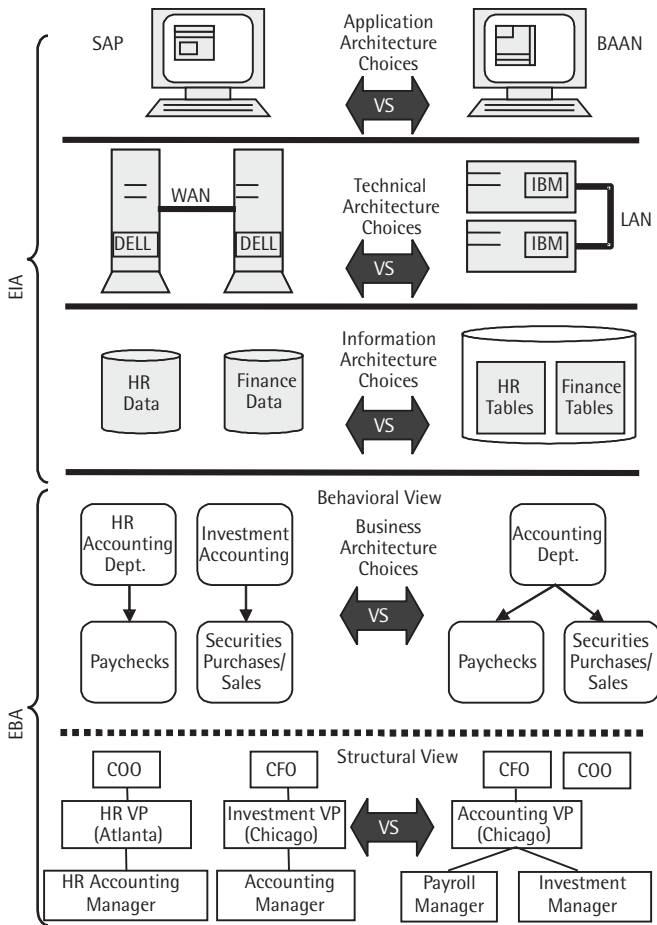 SAP
Application
Architecture
Choices
VS
BAAN
EIA
WAN
DELL
DELL
Technical
Architecture
Choices
VS
IBM
IBM
LAN
HR
Data
Finance
Data
Information
Architecture
Choices
VS
HR
Tables
Finance
Tables
EBA
Behavioral View
HR
Accounting
Dept.
Investment
Accounting
Business
Architecture
Choices
VS
Accounting
Dept.
Paychecks
Securities
Purchases/
Sales
Paychecks
Securities
Purchases/
Sales
Structural View
COO
CFO
CFO
COO
HR VP
(Atlanta)
Investment VP
(Chicago)
VS
Accounting VP
(Chicago)
HR Accounting
Manager
Accounting
Manager
Payroll
Manager
Investment
Manager